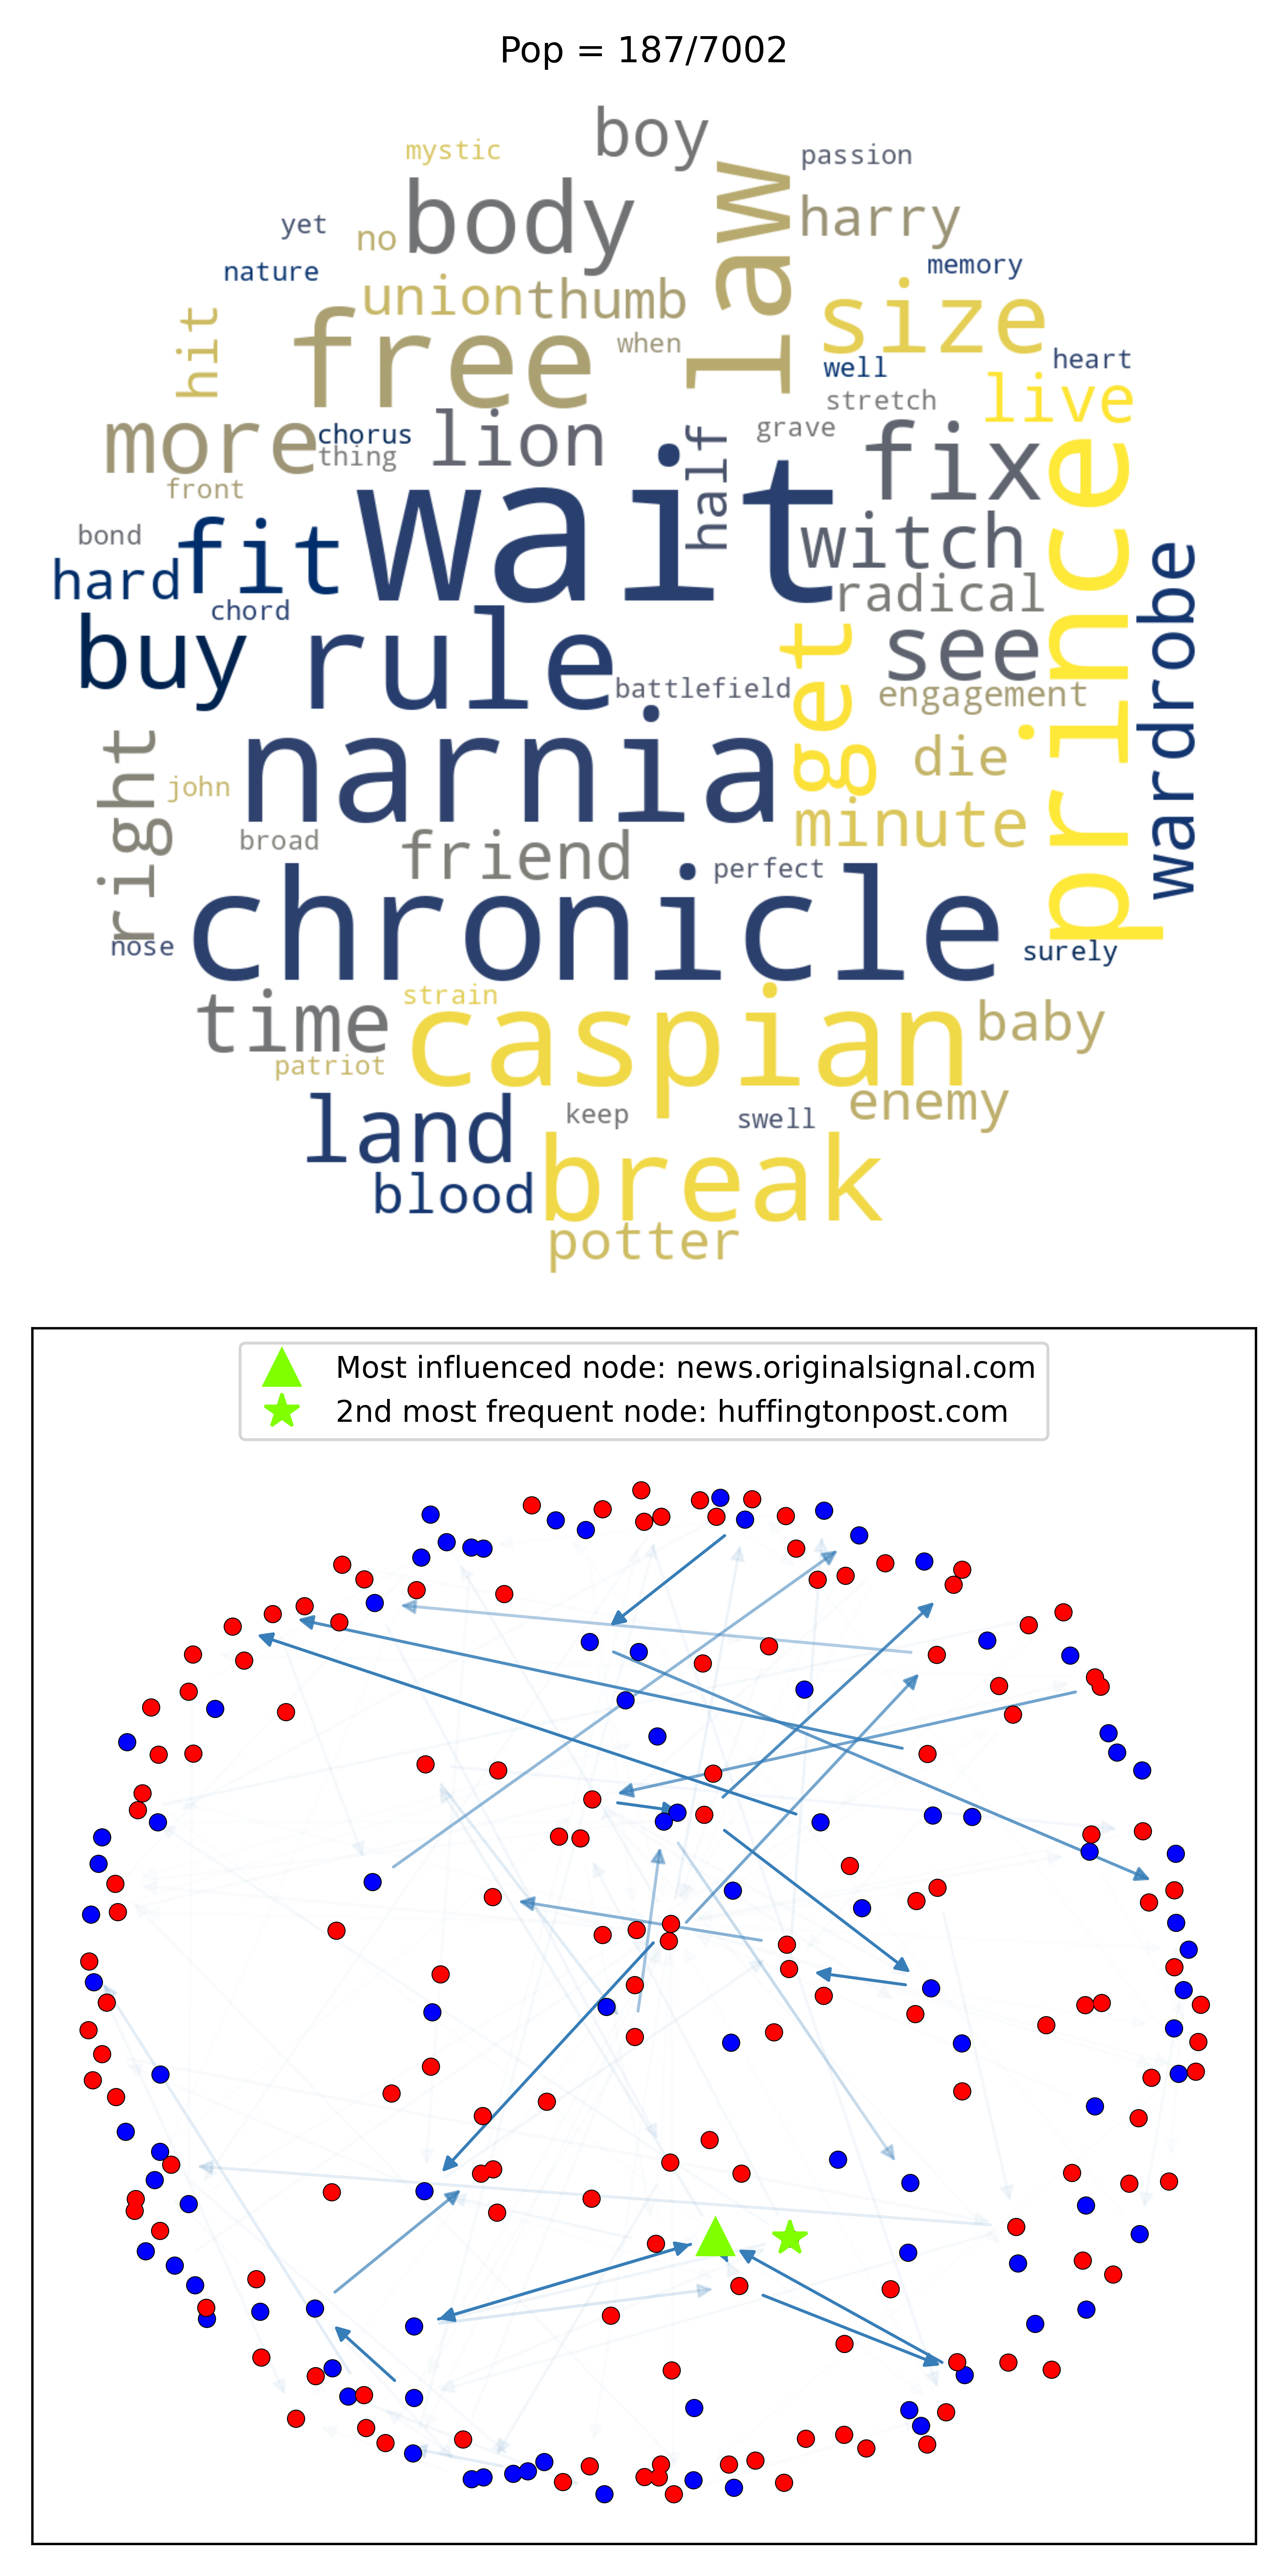 Pop = 187/7002
boy
mystic
passion
law
body
harry
yet
no
memory
nature
union
thumb
size
hit
free
when
well
heart
stretch
live
more
chorus
lion
grave
thing
half
fix
prince
front
wait
bond
fit
witch
hard
wardrobe
radical
chord
buy
rule
get
see
battlefield
engagement
right
narnia
die
john
minute
broad
friend
perfect
chronicle
nose
surely
time
strain
caspian
baby
patriot
land
keep
swell
enemy
blood
break
potter
Most influenced node: news.originalsignal.com
2nd most frequent node: huffingtonpost.com